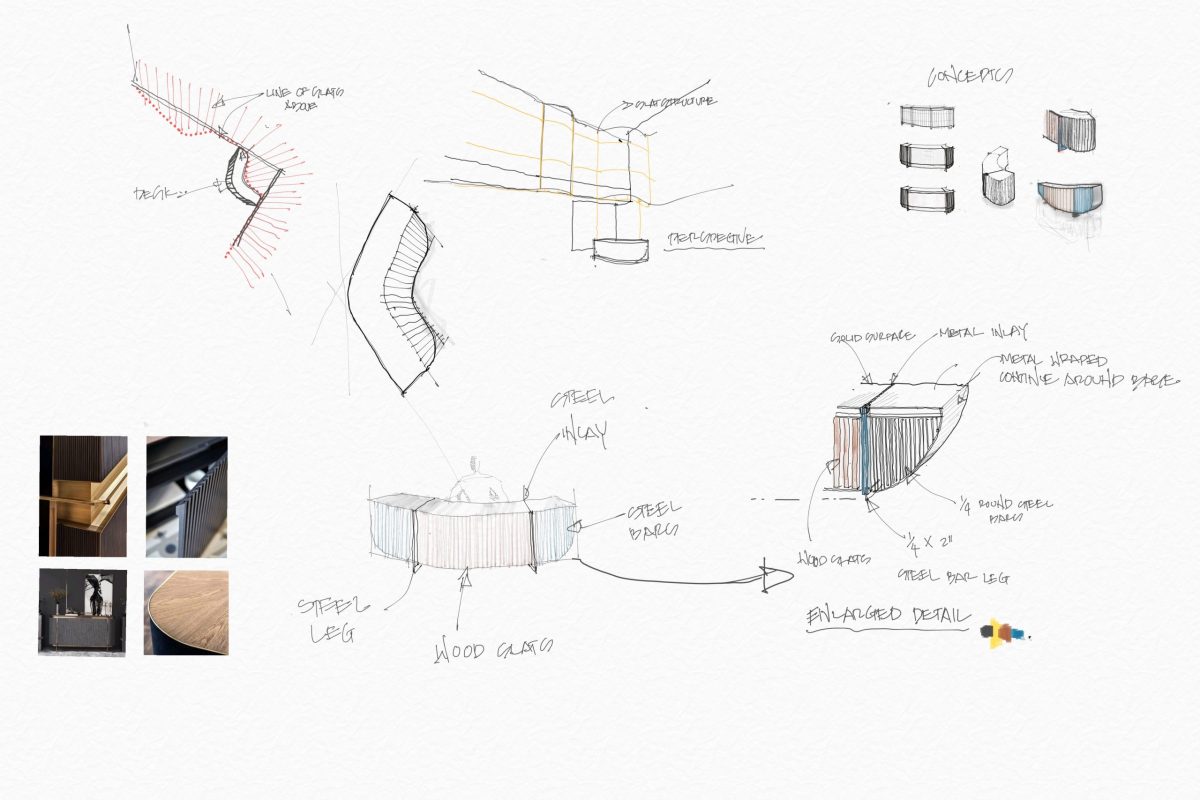 LINE OF SLATS
ABOVE
DESK
SLAT STRUCTURE
PERSPECTIVE
CONCEPTS
SOLID SURFACE
METAL INLAY
METAL WRAPED
CONTINUE AROUND BASE
STEEL
INLAY
STEEL
BARS
STEEL
LEG
WOOD SLATS
WOOD SLATS
1/4 ROUND STEEL
BARS
1/4 X 2"
STEEL BAR LEG
ENLARGED DETAIL